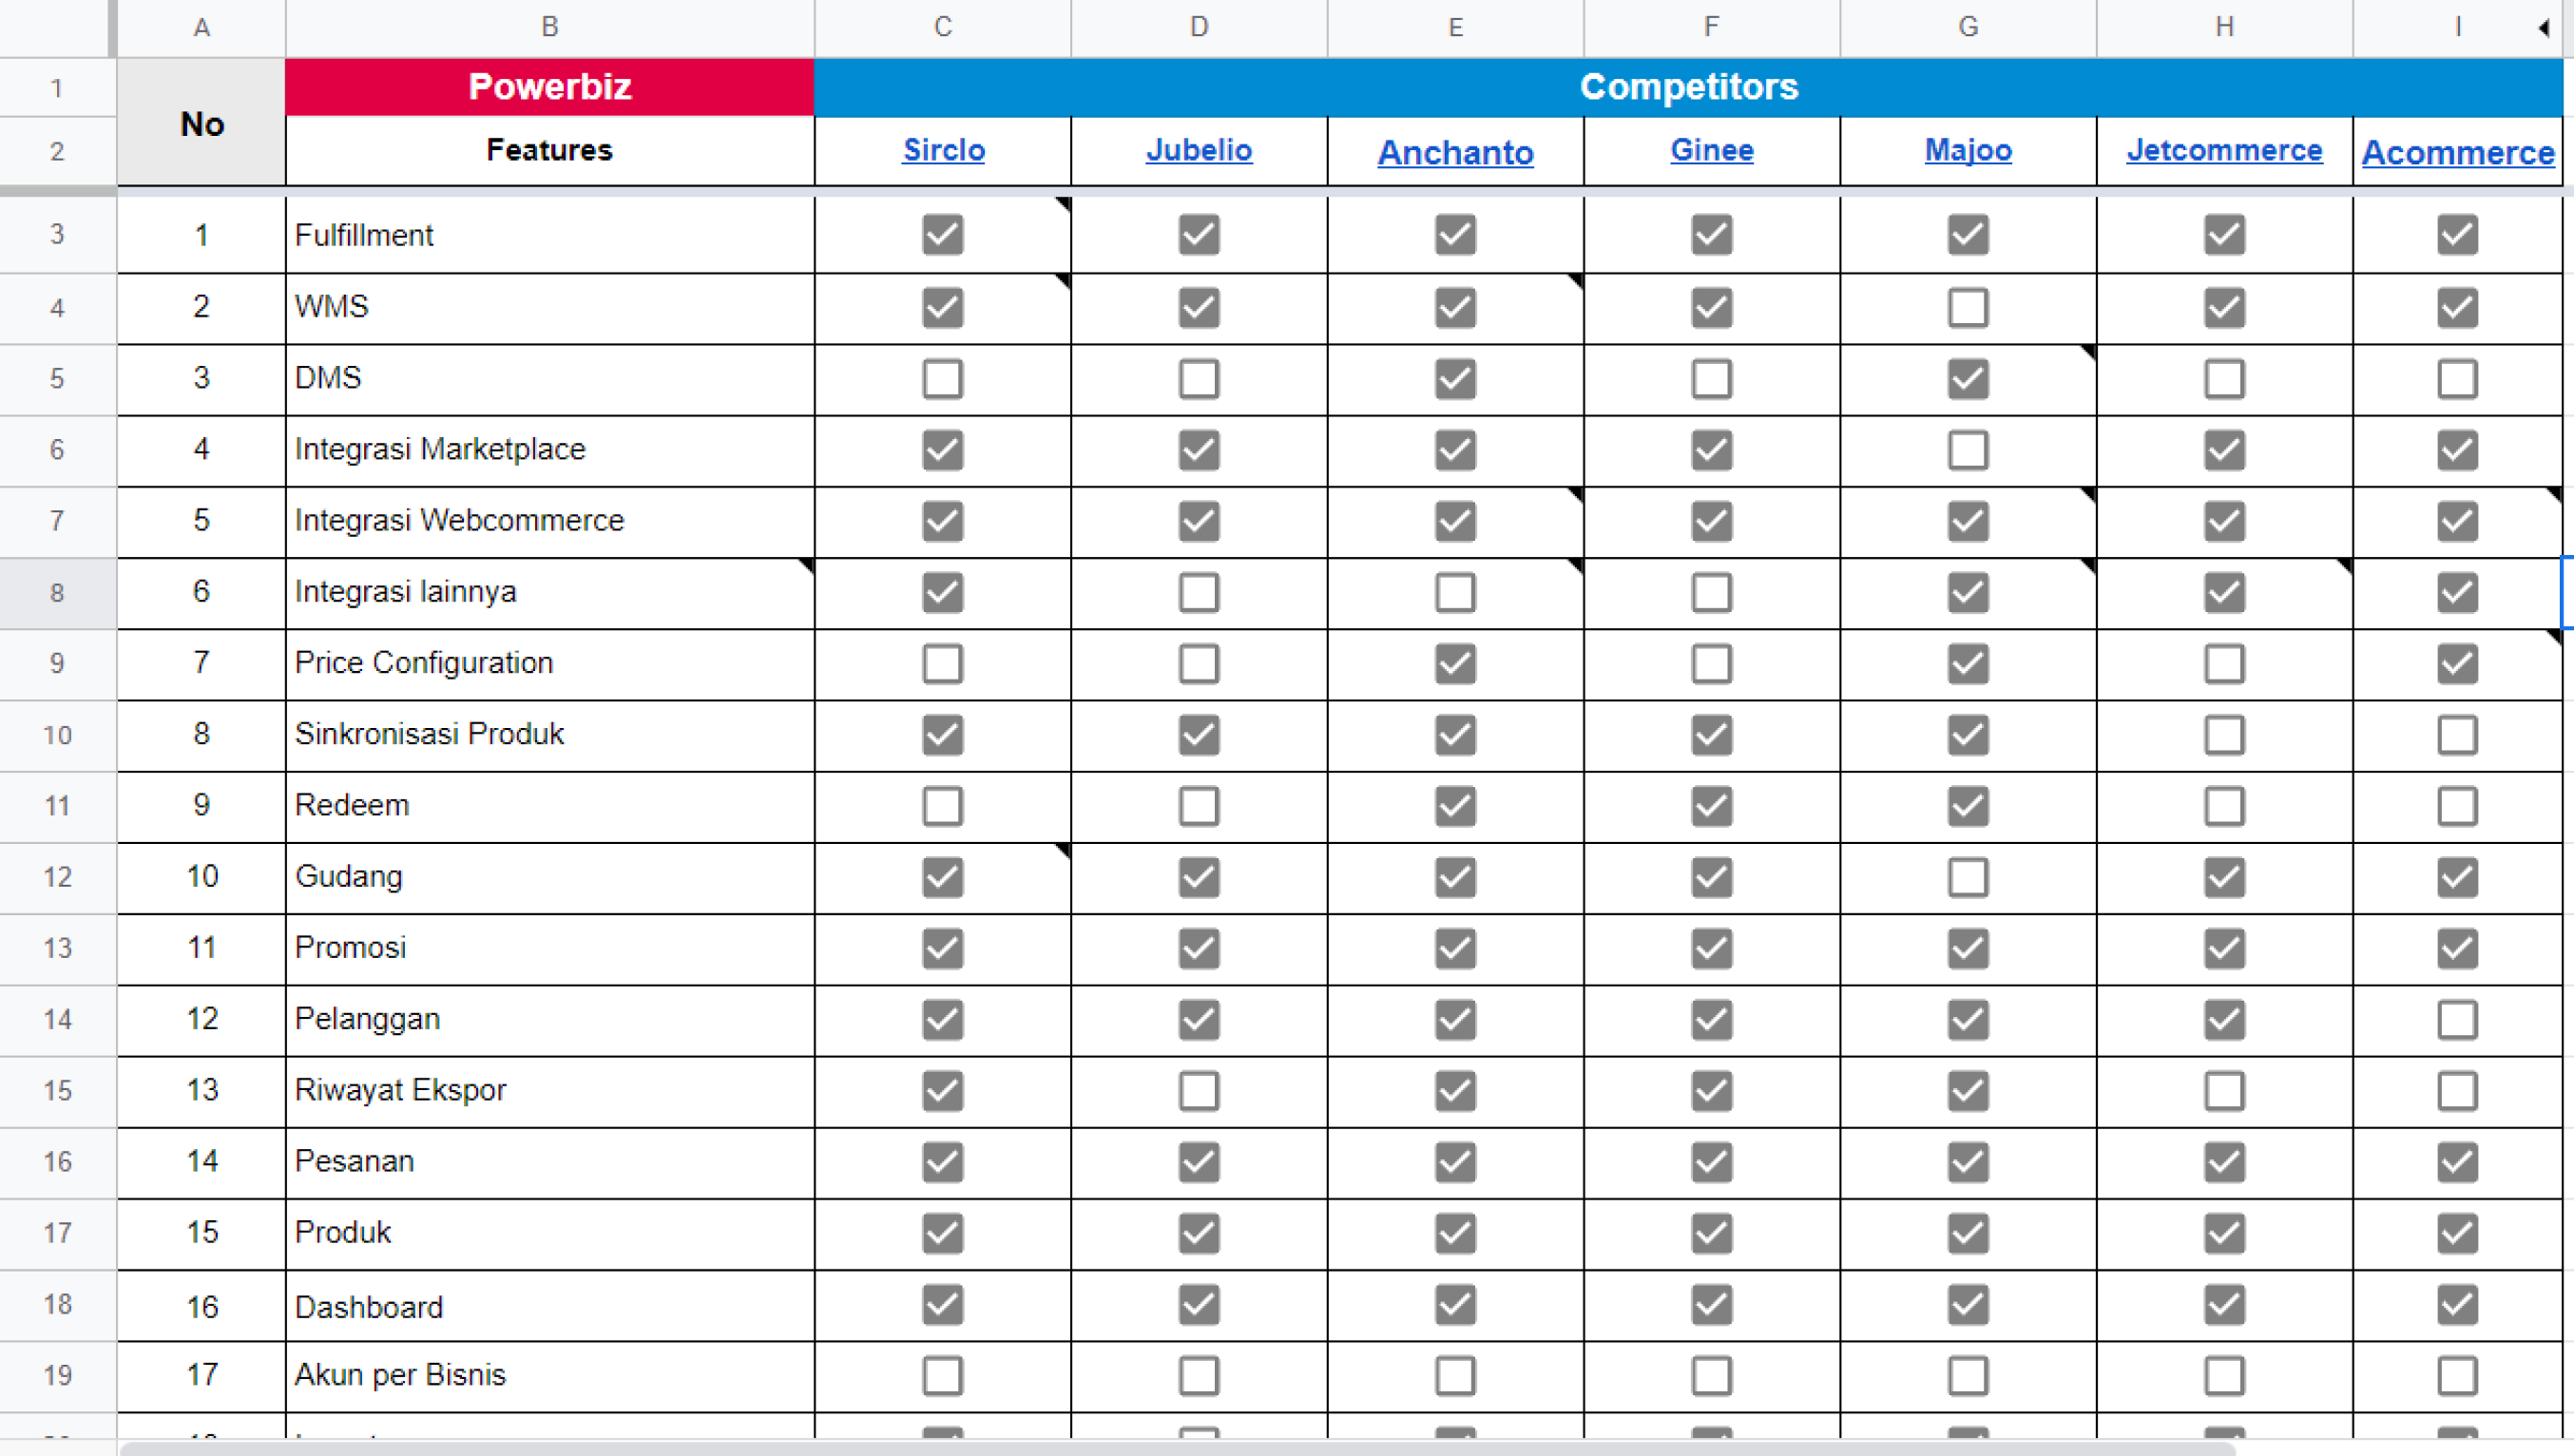 A B C D E F G H I
1 Powerbiz Competitors
No
2 Features Sirclo Jubelio Anchanto Ginee Majoo Jetcommerce Acommerce
3 1 Fulfillment
4 2 WMS
5 3 DMS
6 4 Integrasi Marketplace
7 5 Integrasi Webcommerce
8 6 Integrasi lainnya
9 7 Price Configuration
10 8 Sinkronisasi Produk
11 9 Redeem
12 10 Gudang
13 11 Promosi
14 12 Pelanggan
15 13 Riwayat Ekspor
16 14 Pesanan
17 15 Produk
18 16 Dashboard
19 17 Akun per Bisnis